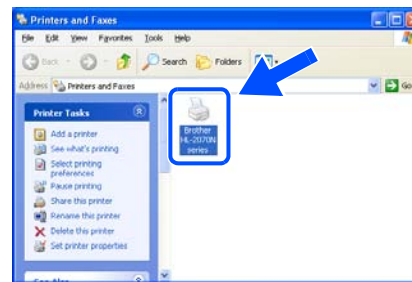 Printers and Faxes
File Edit View Favorites Tools Help
Back Search Folders
Address Printers and Faxes Go
Printer Tasks
Add a printer
See what's printing
Select printing
preferences
Pause printing
Share this printer
Rename this printer
Delete this printer
Set printer properties
See Also
Brother
HL-2070N
series